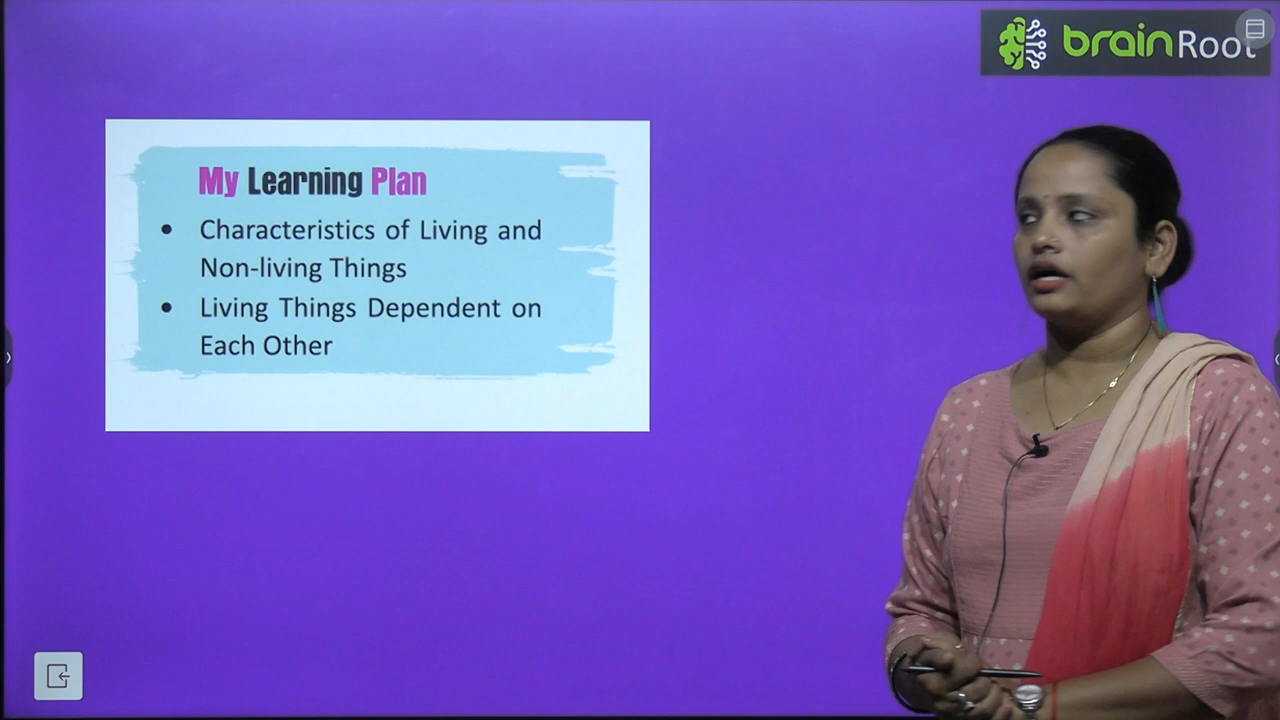 brainRoot
My Learning Plan
• Characteristics of Living and
Non-living Things
• Living Things Dependent on
Each Other